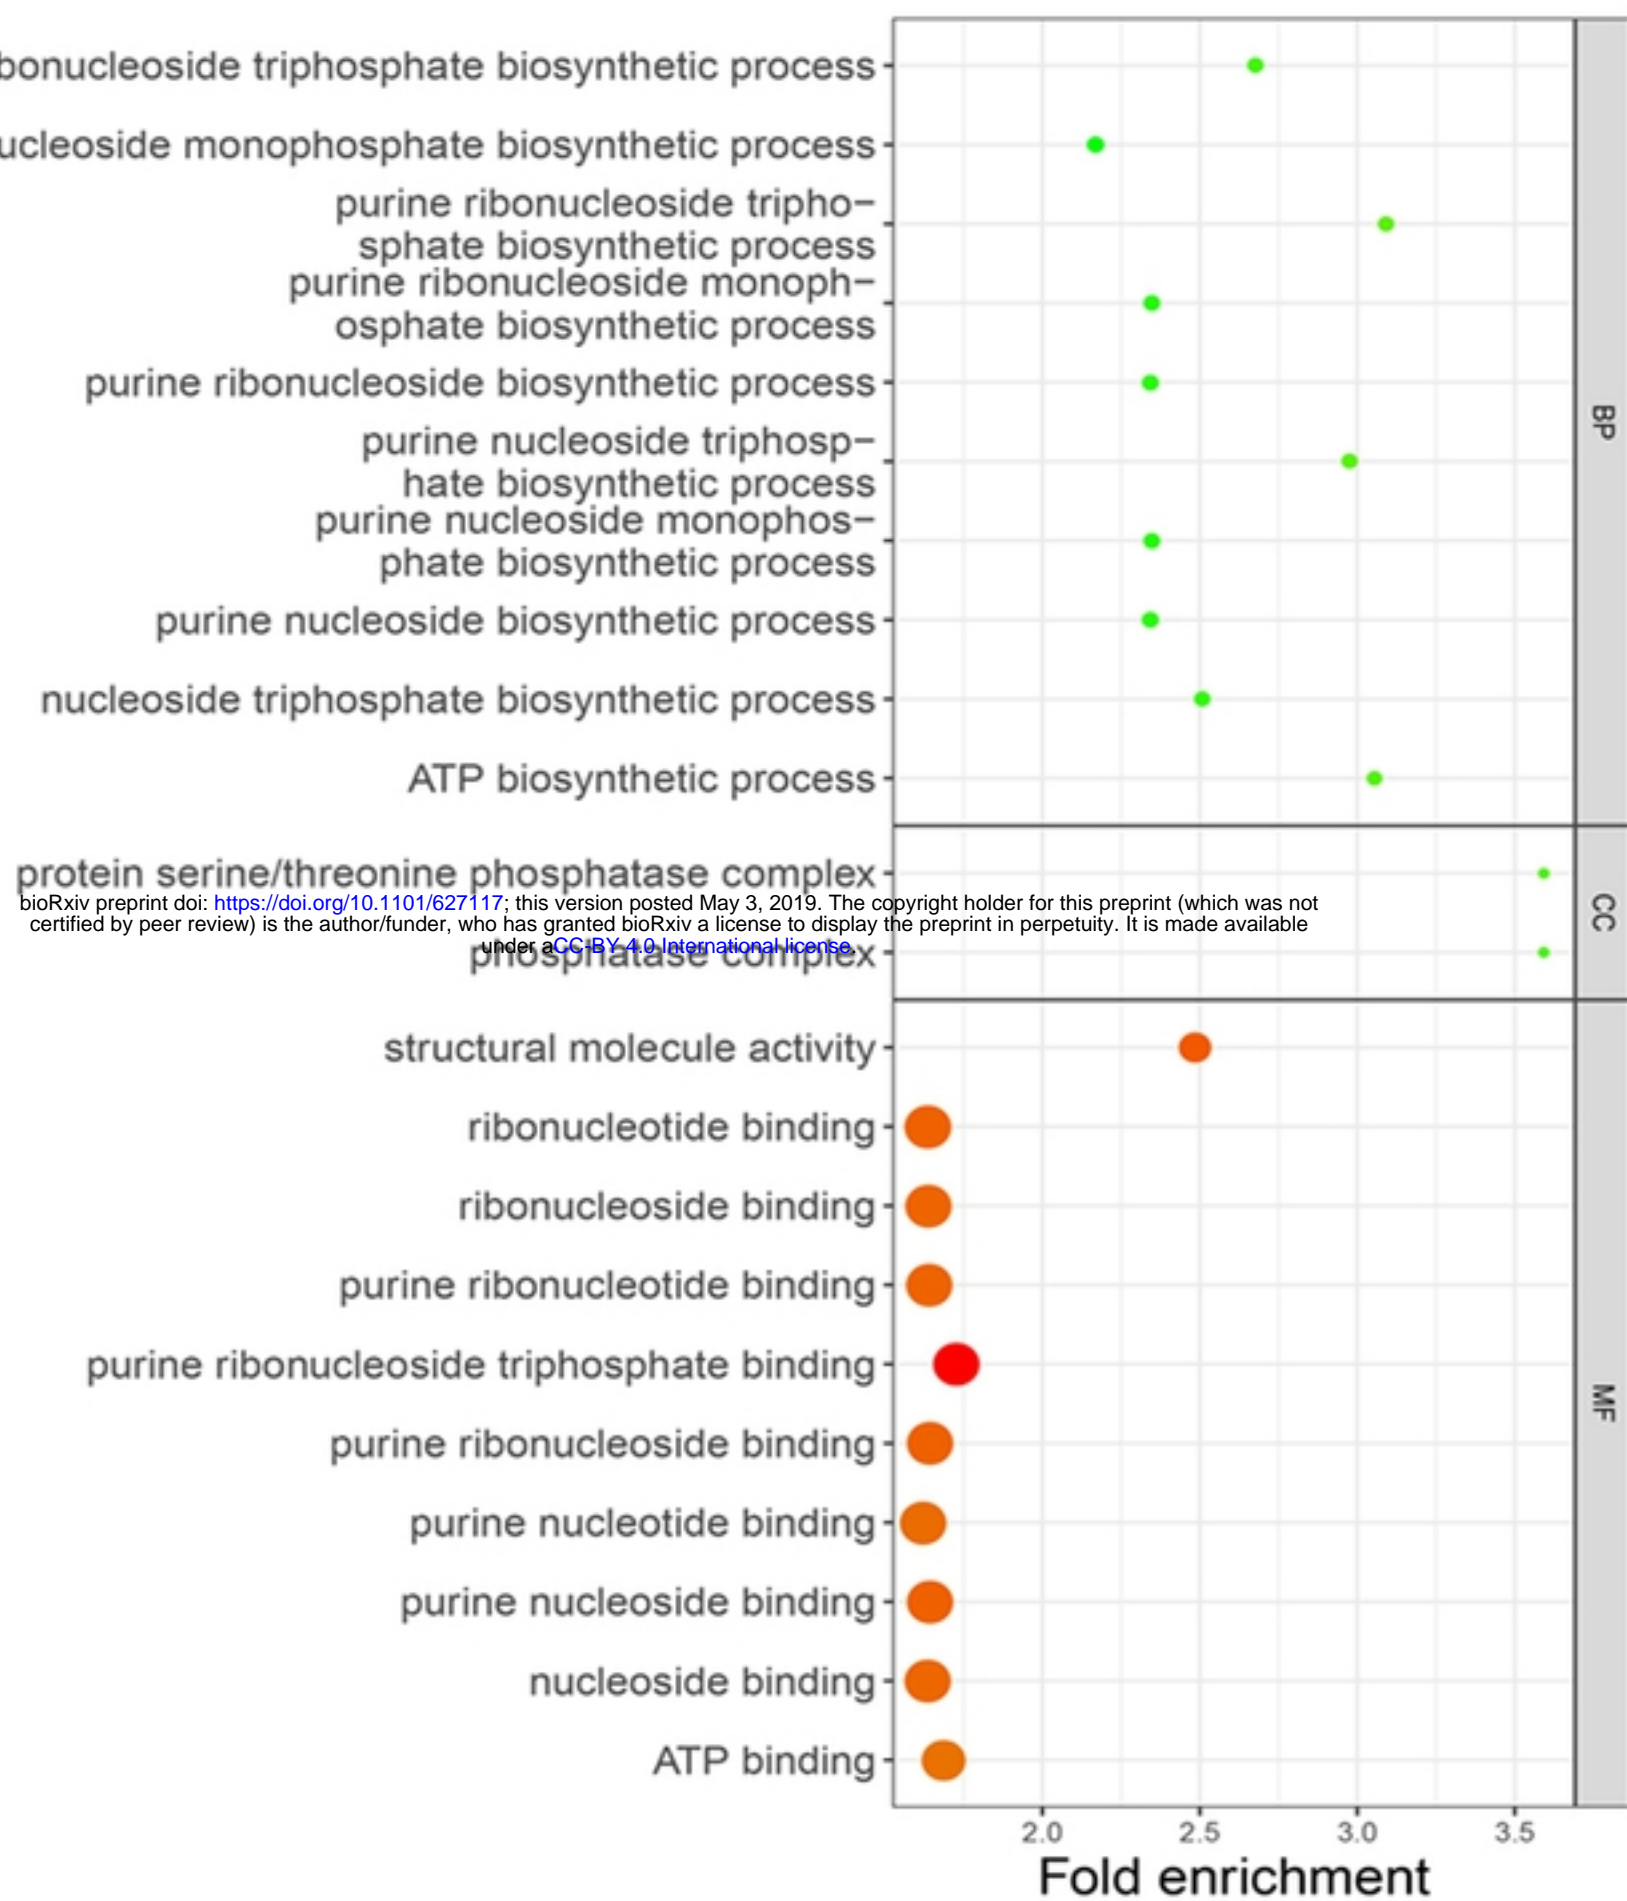 bonucleoside triphosphate biosynthetic process
ucleoside monophosphate biosynthetic process
purine ribonucleoside tripho−
sphate biosynthetic process
purine ribonucleoside monoph−
osphate biosynthetic process
purine ribonucleoside biosynthetic process
purine nucleoside triphosp−
hate biosynthetic process
purine nucleoside monophos−
phate biosynthetic process
purine nucleoside biosynthetic process
nucleoside triphosphate biosynthetic process
ATP biosynthetic process
BP
protein serine/threonine phosphatase complex
bioRxiv preprint doi: https://doi.org/10.1101/627117; this version posted May 3, 2019. The copyright holder for this preprint (which was not
certified by peer review) is the author/funder, who has granted bioRxiv a license to display the preprint in perpetuity. It is made available
under aCC-BY 4.0 International license.
phosphatase complex
CC
structural molecule activity
ribonucleotide binding
ribonucleoside binding
purine ribonucleotide binding
purine ribonucleoside triphosphate binding
purine ribonucleoside binding
purine nucleotide binding
purine nucleoside binding
nucleoside binding
ATP binding
MF
2.0 2.5 3.0 3.5
Fold enrichment